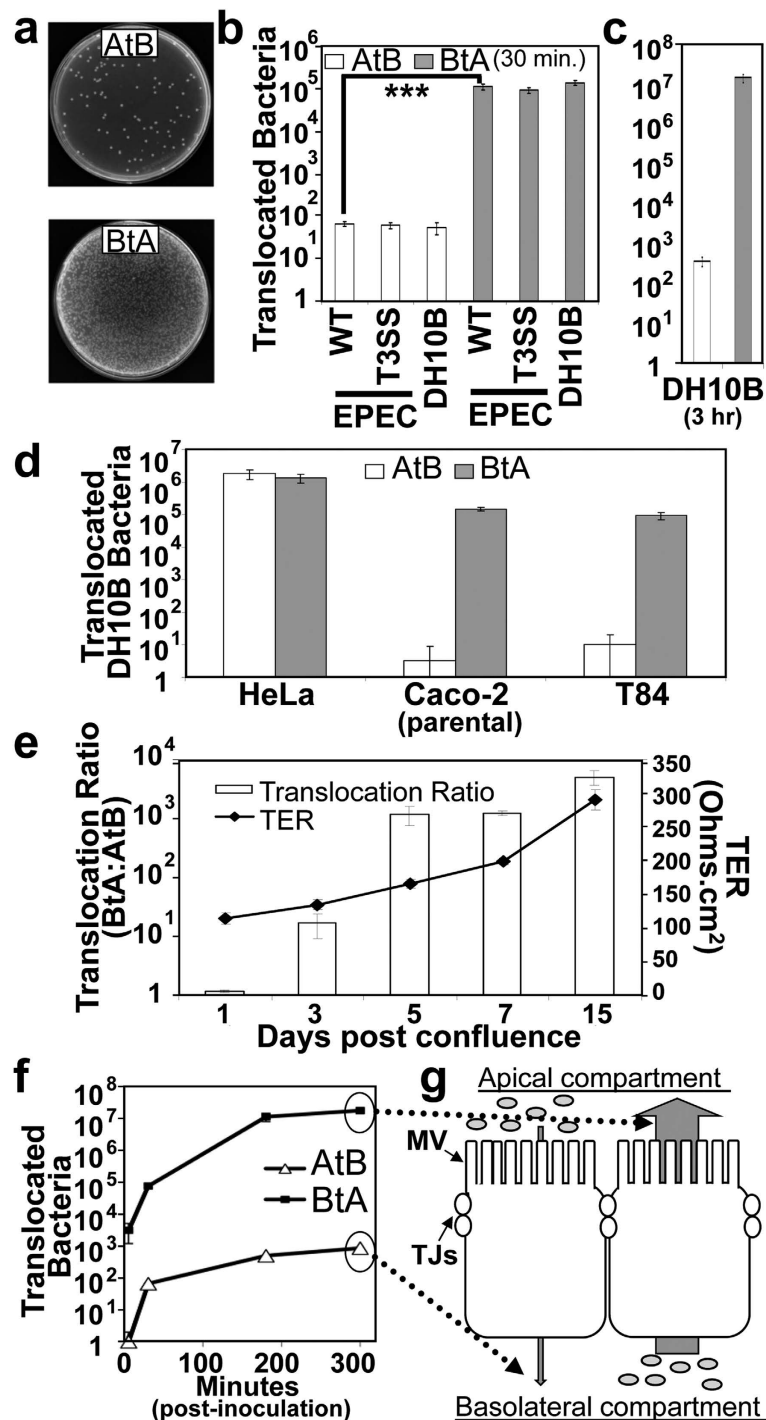 a
AtB
BtA
b
Translocated Bacteria
10^6
10^5
10^4
10^3
10^2
10^1
1
AtB BtA (30 min.)
***
WT
T3SS
DH10B
WT
T3SS
DH10B
EPEC
EPEC
c
10^8
10^7
10^6
10^5
10^4
10^3
10^2
10^1
1
DH10B
(3 hr)
d
Translocated
DH10B Bacteria
10^7
10^6
10^5
10^4
10^3
10^2
10^1
1
AtB BtA
HeLa
Caco-2
(parental)
T84
e
Translocation Ratio
(BtA:AtB)
10^4
10^3
10^2
10^1
1
Translocation Ratio
TER
350
300
250
200
150
100
50
0
TER
(Ohms.cm^2)
1 3 5 7 15
Days post confluence
f
Translocated
Bacteria
10^8
10^7
10^6
10^5
10^4
10^3
10^2
10^1
1
AtB
BtA
0 100 200 300
Minutes
(post-inoculation)
g
Apical compartment
MV
TJs
Basolateral compartment